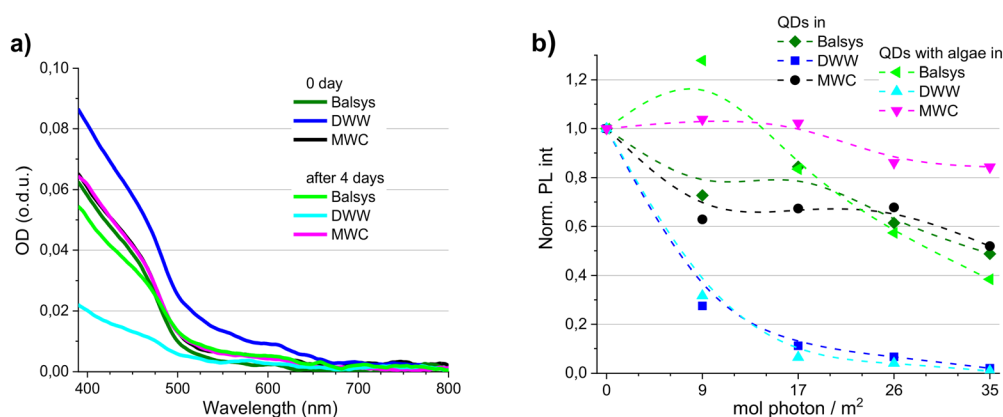 a)
0,10
0,08
0,06
0,04
0,02
0,00
OD (o.d.u.)
400
500
600
700
800
Wavelength (nm)
0 day
Balsys
DWW
MWC
after 4 days
Balsys
DWW
MWC
b)
QDs in
Balsys
DWW
MWC
QDs with algae in
Balsys
DWW
MWC
1,2
1,0
0,8
0,6
0,4
0,2
0,0
Norm. PL int
0
9
17
26
35
mol photon / m²